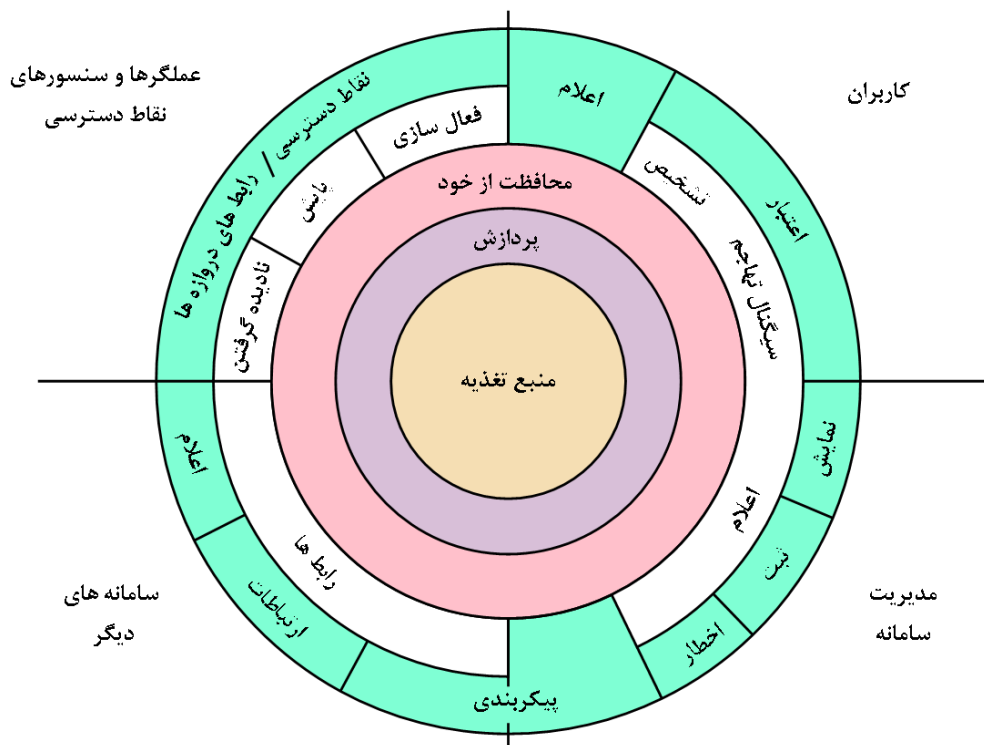 عملگرها و سنسورهای
نقاط دسترسی
کاربران
نقاط دسترسی / رابط های دروازه ها
اعلام
اعتبار
فعال سازی
پایش
نادیده گرفتن
تشخیص
سیگنال تهاجم
محافظت از خود
پردازش
منبع تغذیه
نمایش
ثبت
اخطار
اعلام
اعلام
ارتباطات
رابط ها
پیکربندی
سامانه های
دیگر
مدیریت
سامانه